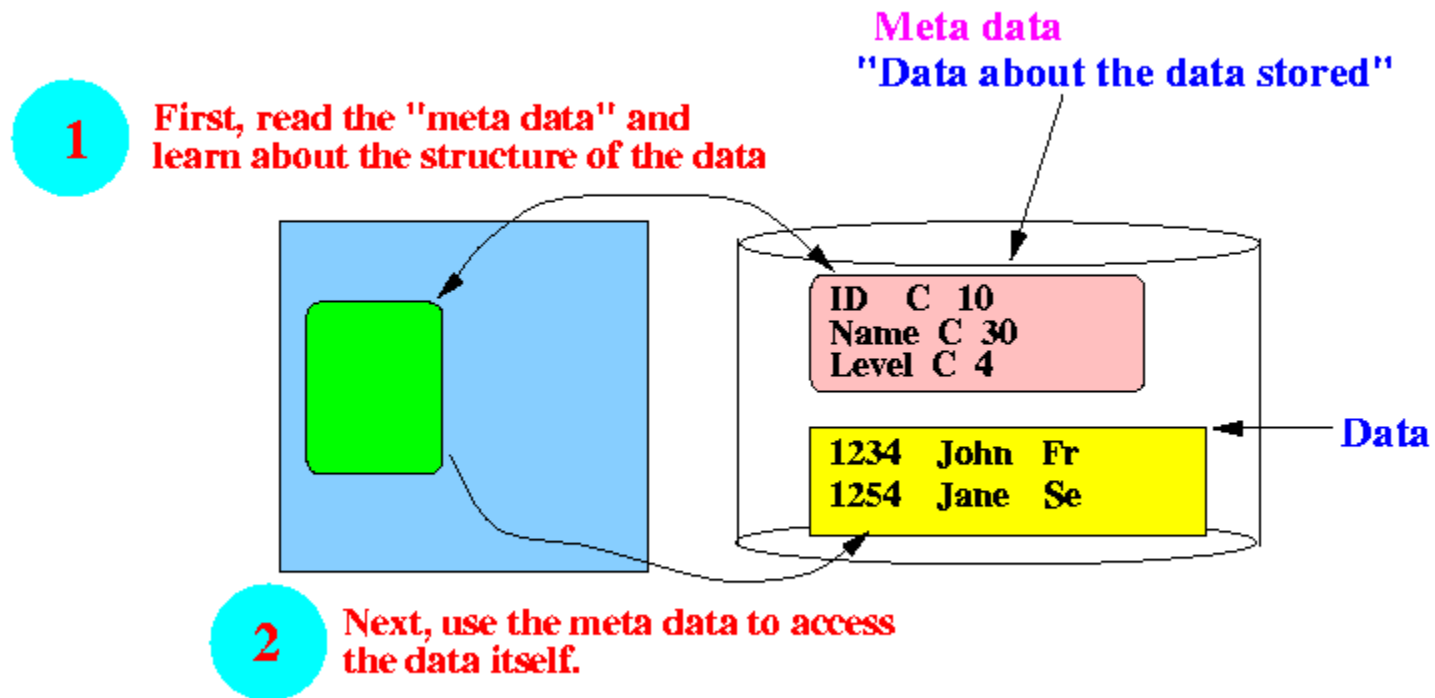 Meta data
"Data about the data stored"
1
First, read the "meta data" and
learn about the structure of the data
ID C 10
Name C 30
Level C 4
Data
1234 John Fr
1254 Jane Se
2
Next, use the meta data to access
the data itself.